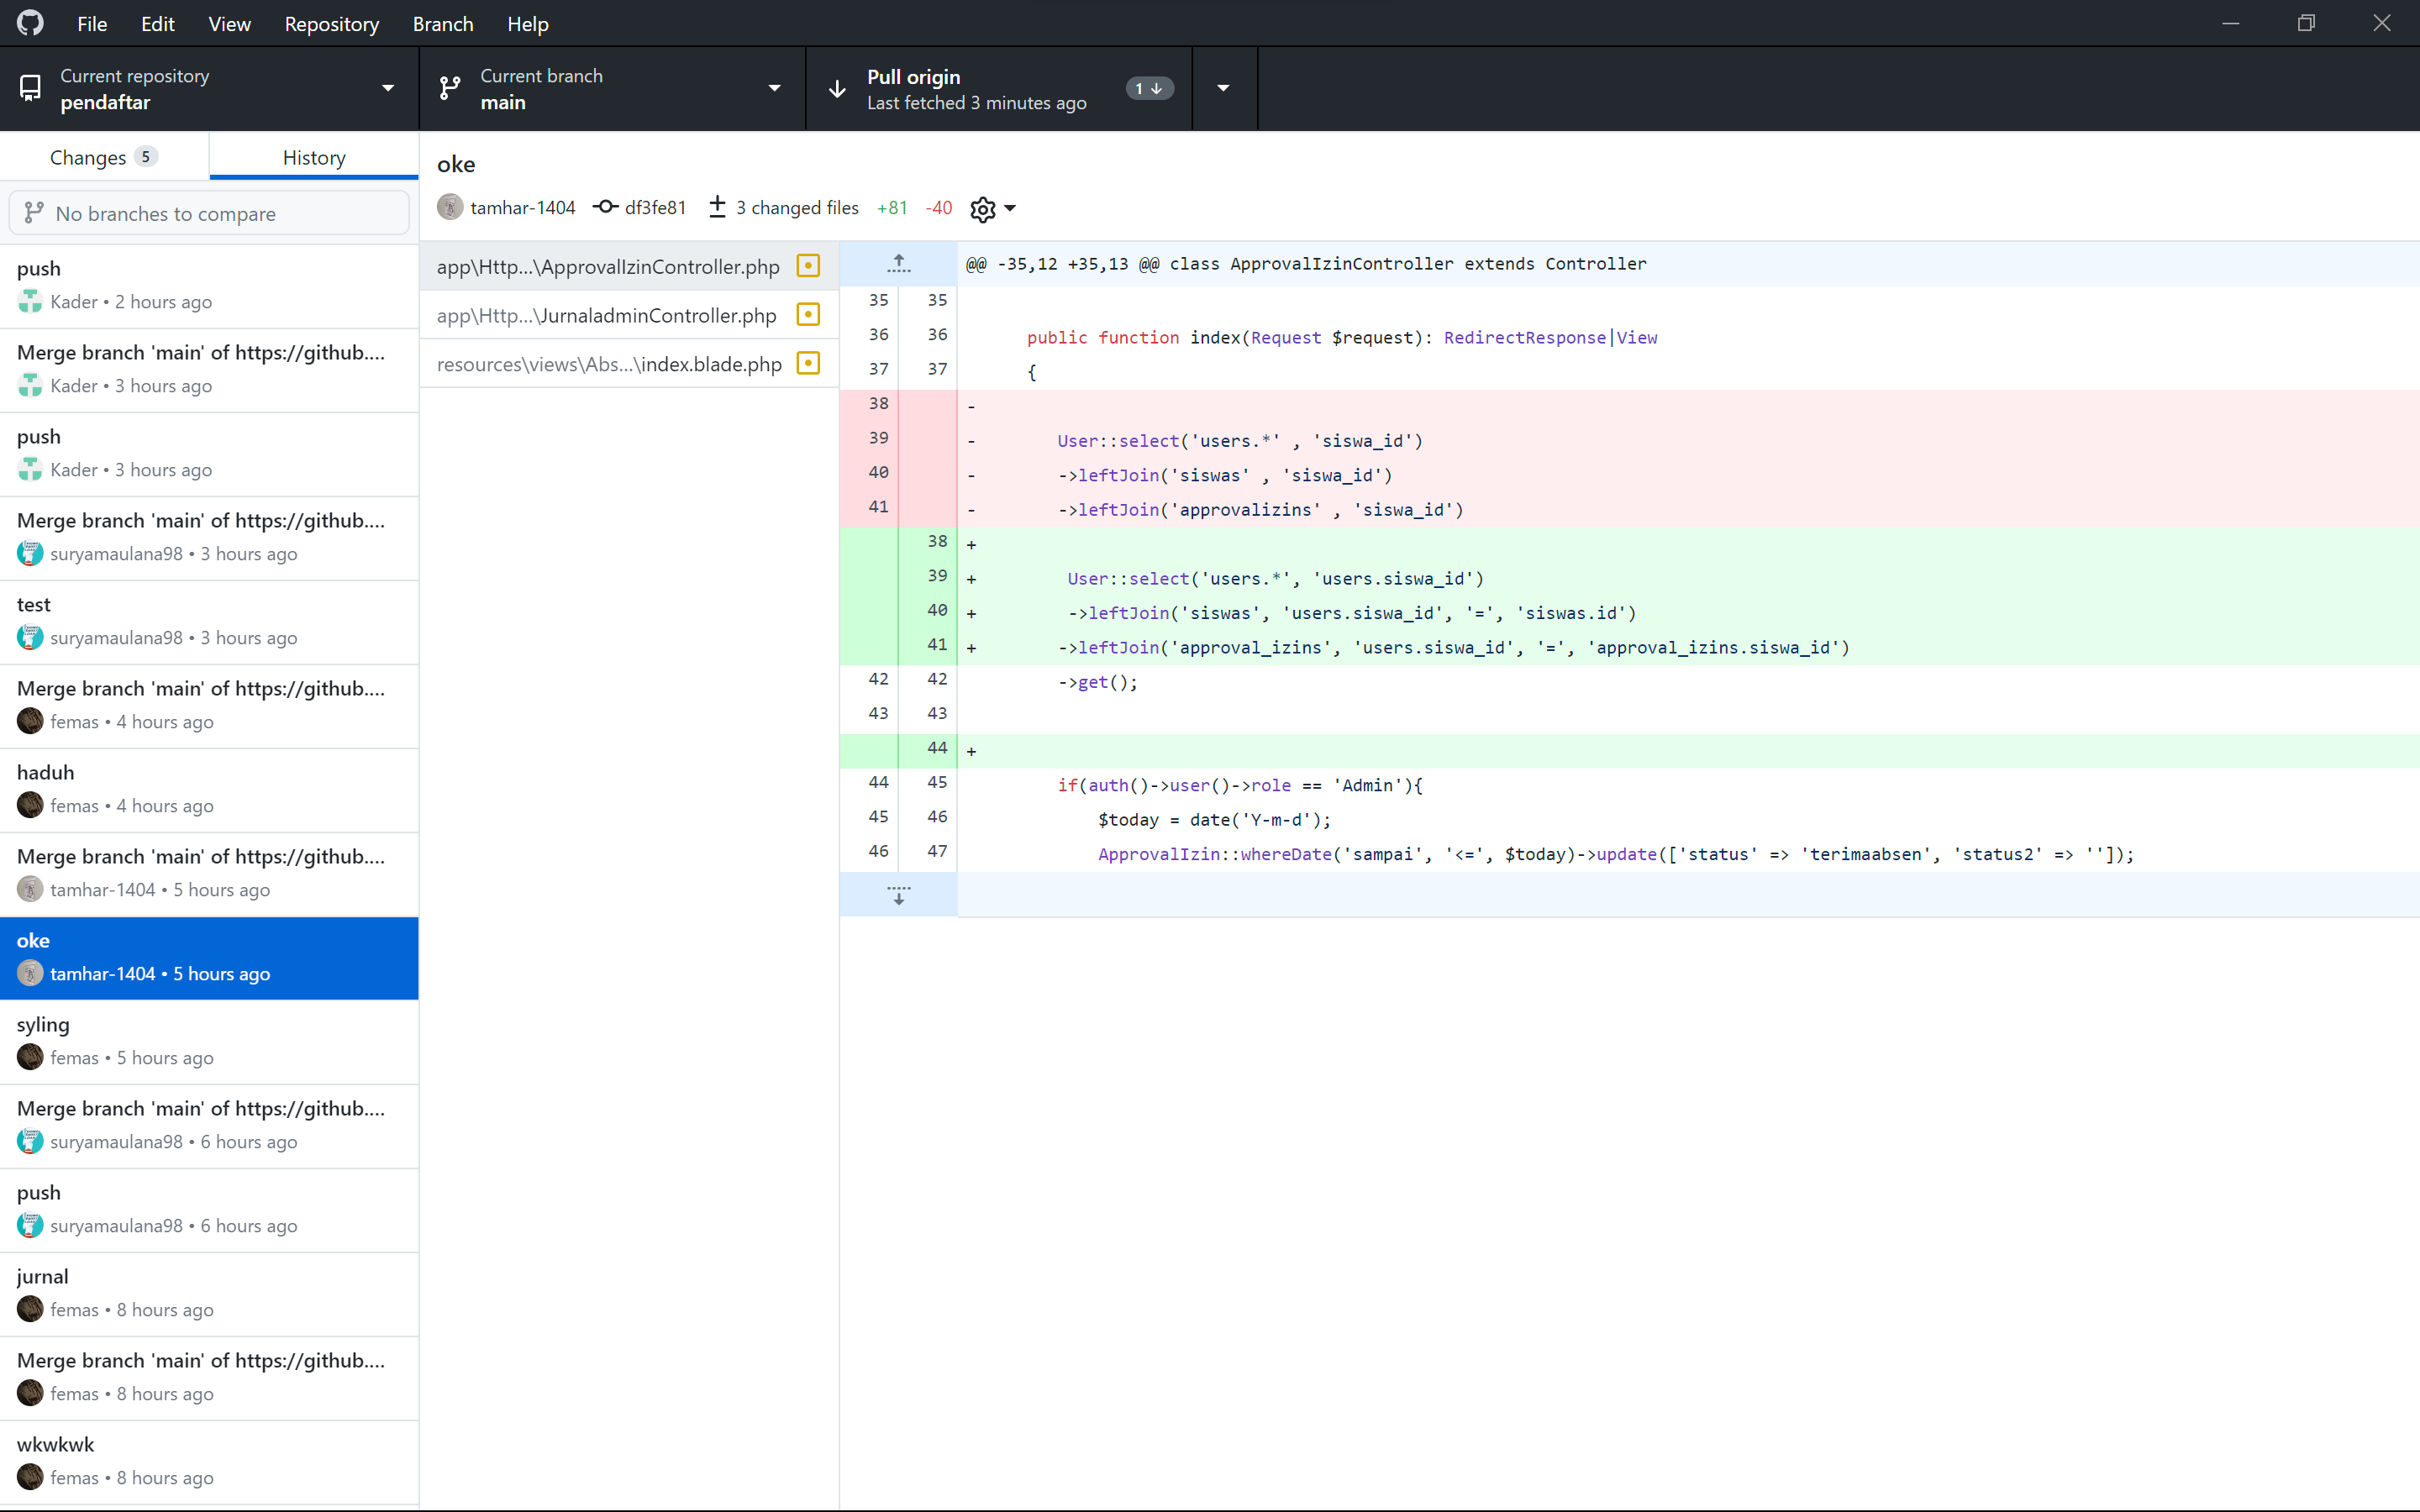 File Edit View Repository Branch Help
Current repository
pendaftar
Current branch
main
Pull origin
Last fetched 3 minutes ago
1
Changes 5
History
No branches to compare
push
Kader • 2 hours ago
Merge branch 'main' of https://github....
Kader • 3 hours ago
push
Kader • 3 hours ago
Merge branch 'main' of https://github....
suryamaulana98 • 3 hours ago
test
suryamaulana98 • 3 hours ago
Merge branch 'main' of https://github....
femas • 4 hours ago
haduh
femas • 4 hours ago
Merge branch 'main' of https://github....
tamhar-1404 • 5 hours ago
oke
tamhar-1404 • 5 hours ago
syling
femas • 5 hours ago
Merge branch 'main' of https://github....
suryamaulana98 • 6 hours ago
push
suryamaulana98 • 6 hours ago
jurnal
femas • 8 hours ago
Merge branch 'main' of https://github....
femas • 8 hours ago
wkwkwk
femas • 8 hours ago
oke
tamhar-1404 df3fe81 3 changed files +81 -40
app\Http...\ApprovalIzinController.php
app\Http...\JurnaladminController.php
resources\views\Abs...\index.blade.php
@@ -35,12 +35,13 @@ class ApprovalIzinController extends Controller
35 35
36 36 public function index(Request $request): RedirectResponse|View
37 37 {
38 -
39 - User::select('users.*' , 'siswa_id')
40 - ->leftJoin('siswas' , 'siswa_id')
41 - ->leftJoin('approvalizins' , 'siswa_id')
38 +
39 + User::select('users.*', 'users.siswa_id')
40 + ->leftJoin('siswas', 'users.siswa_id', '=', 'siswas.id')
41 + ->leftJoin('approval_izins', 'users.siswa_id', '=', 'approval_izins.siswa_id')
42 42 ->get();
43 43
44 +
44 45 if(auth()->user()->role == 'Admin'){
45 46 $today = date('Y-m-d');
46 47 ApprovalIzin::whereDate('sampai', '<=', $today)->update(['status' => 'terimaabsen', 'status2' => '']);